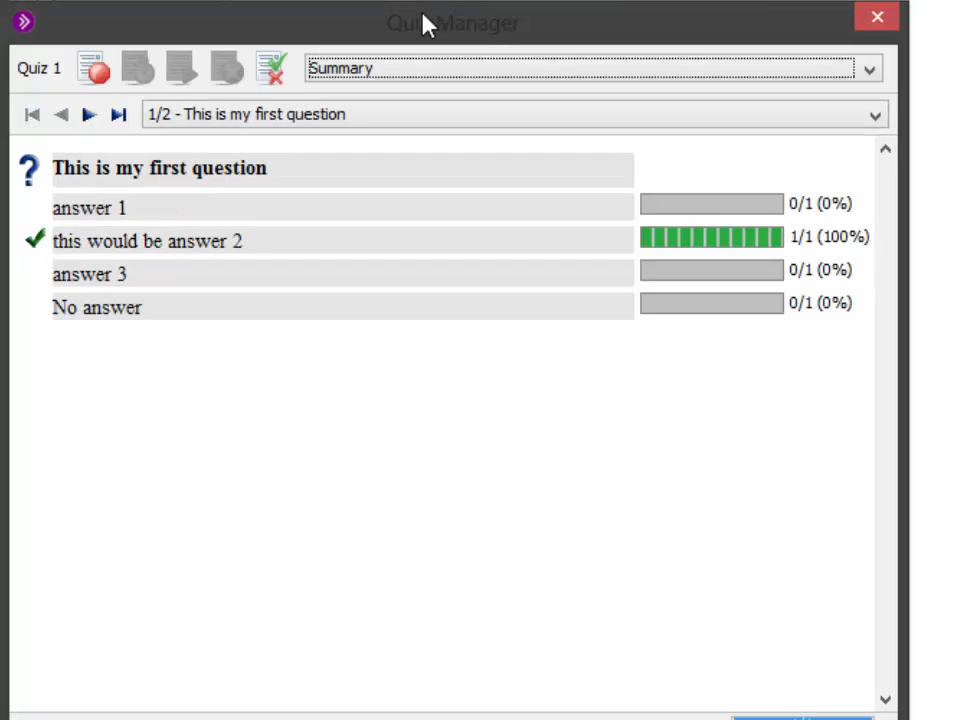 Quiz Manager
Quiz 1 Summary
1/2 - This is my first question
? This is my first question
answer 1 0/1 (0%)
this would be answer 2 1/1 (100%)
answer 3 0/1 (0%)
No answer 0/1 (0%)